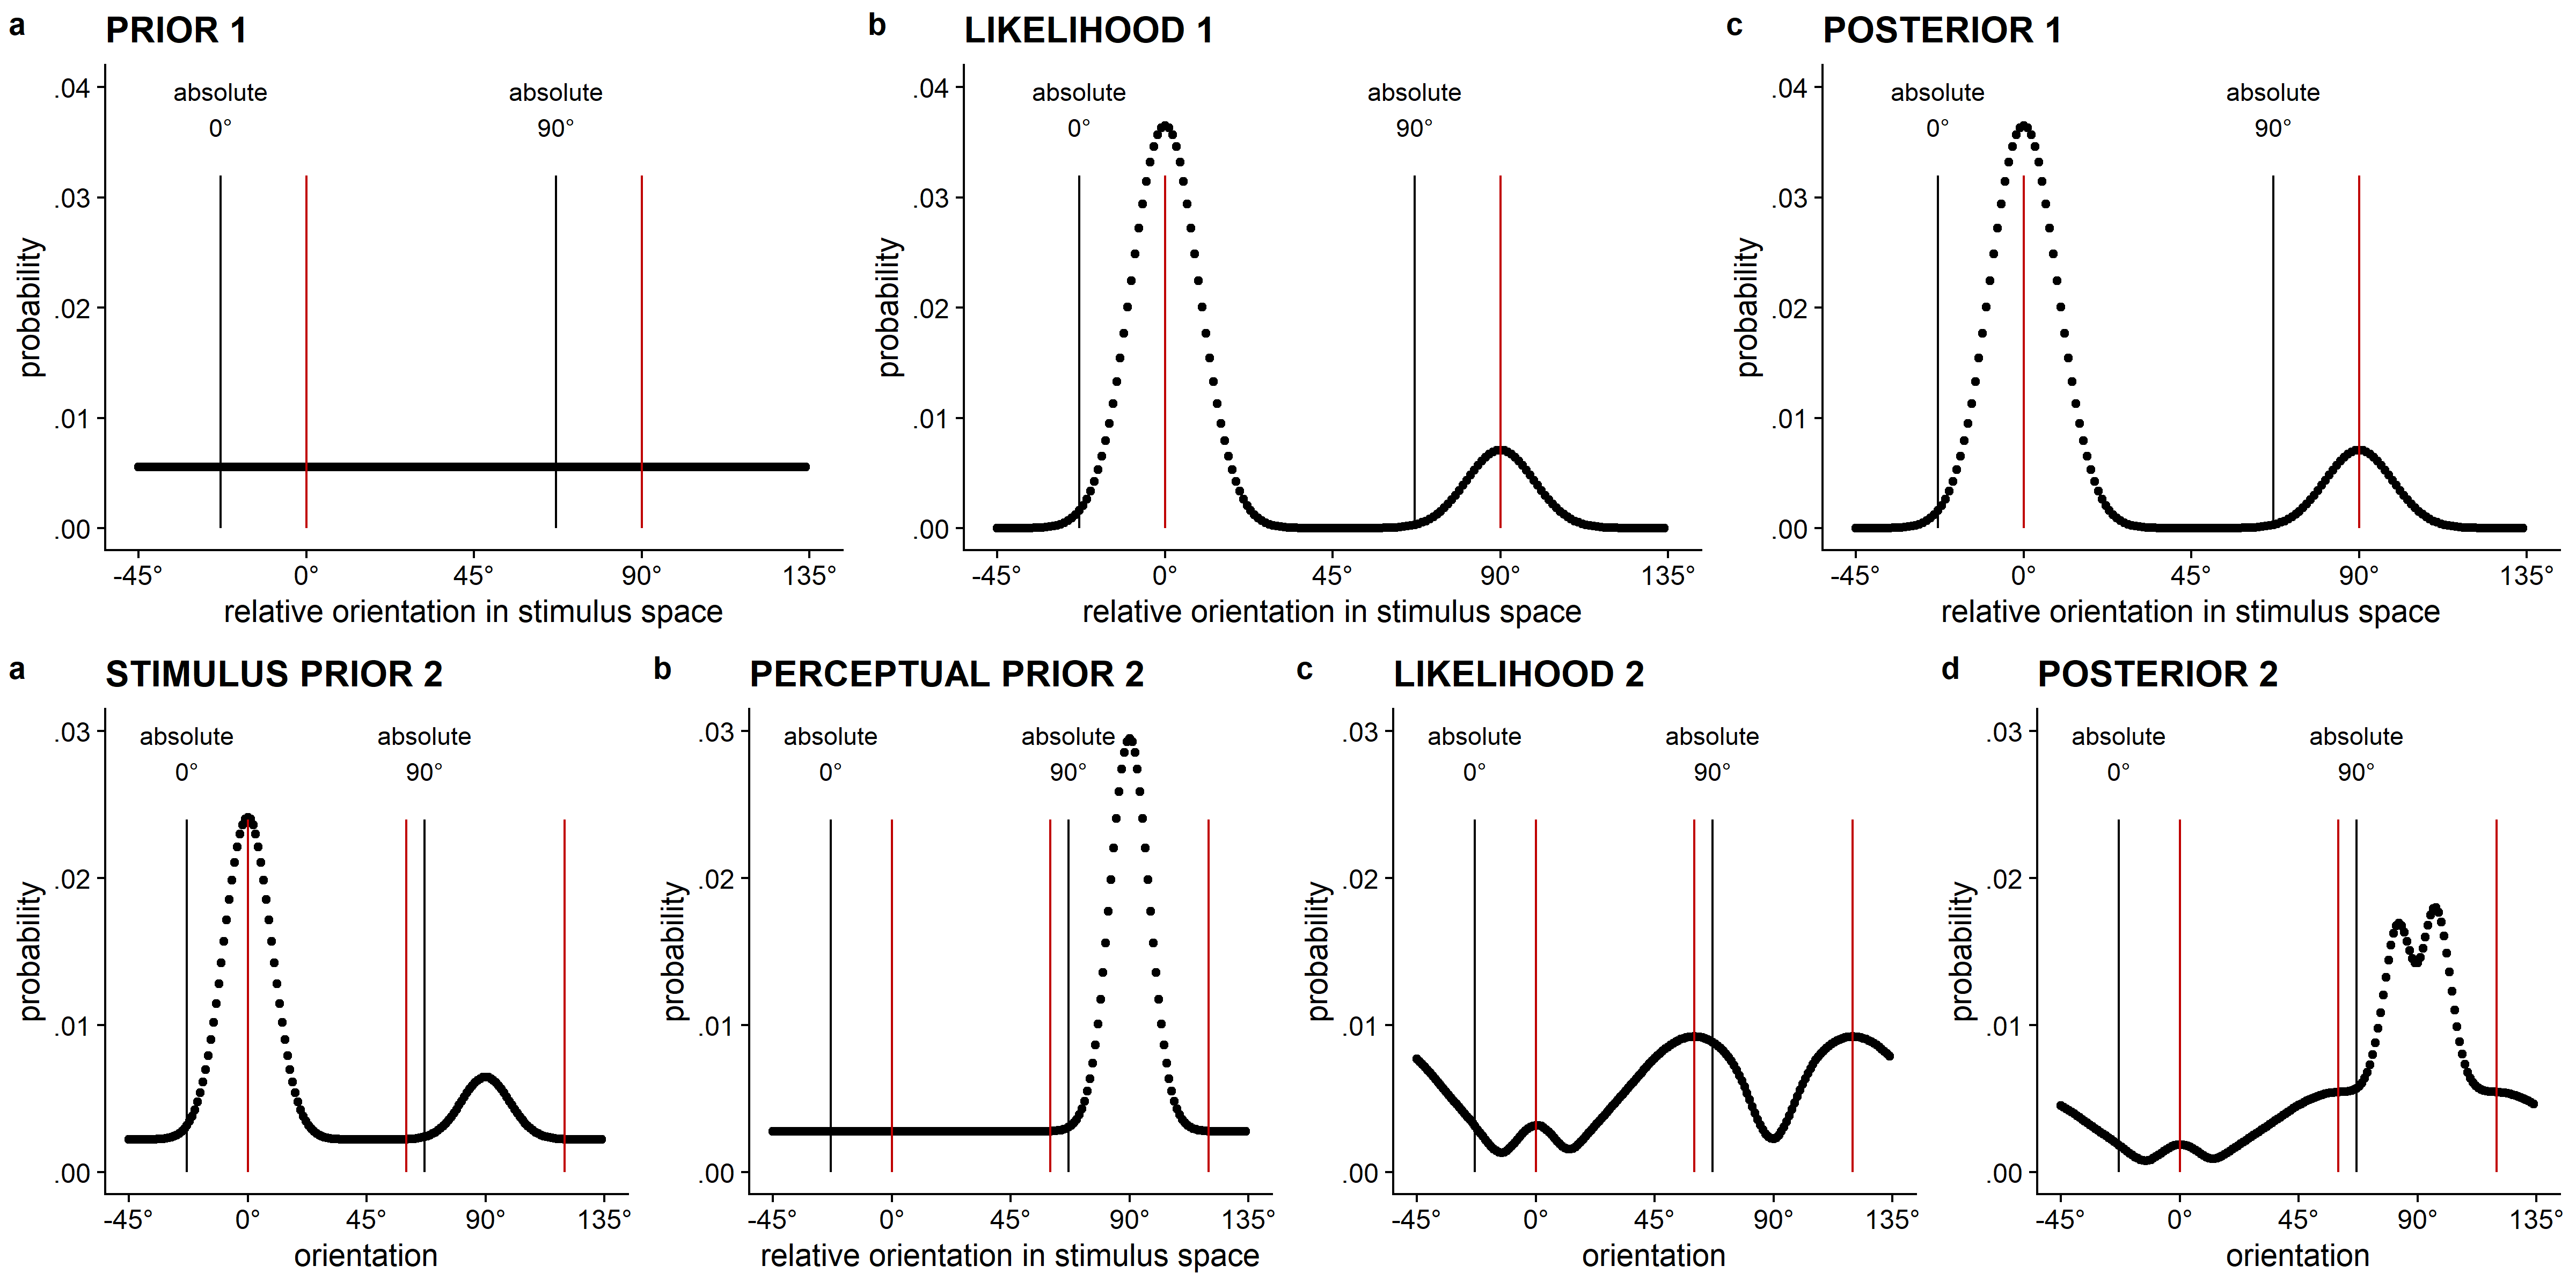 a PRIOR 1
absolute absolute
0° 90°
.04
.03
.02
.01
.00
probability
-45° 0° 45° 90° 135°
relative orientation in stimulus space
b LIKELIHOOD 1
absolute absolute
0° 90°
.04
.03
.02
.01
.00
probability
-45° 0° 45° 90° 135°
relative orientation in stimulus space
c POSTERIOR 1
absolute absolute
0° 90°
.04
.03
.02
.01
.00
probability
-45° 0° 45° 90° 135°
relative orientation in stimulus space
a STIMULUS PRIOR 2
absolute absolute
0° 90°
.03
.02
.01
.00
probability
-45° 0° 45° 90° 135°
orientation
b PERCEPTUAL PRIOR 2
absolute absolute
0° 90°
.03
.02
.01
.00
probability
-45° 0° 45° 90° 135°
relative orientation in stimulus space
c LIKELIHOOD 2
absolute absolute
0° 90°
.03
.02
.01
.00
probability
-45° 0° 45° 90° 135°
orientation
d POSTERIOR 2
absolute absolute
0° 90°
.03
.02
.01
.00
probability
-45° 0° 45° 90° 135°
orientation